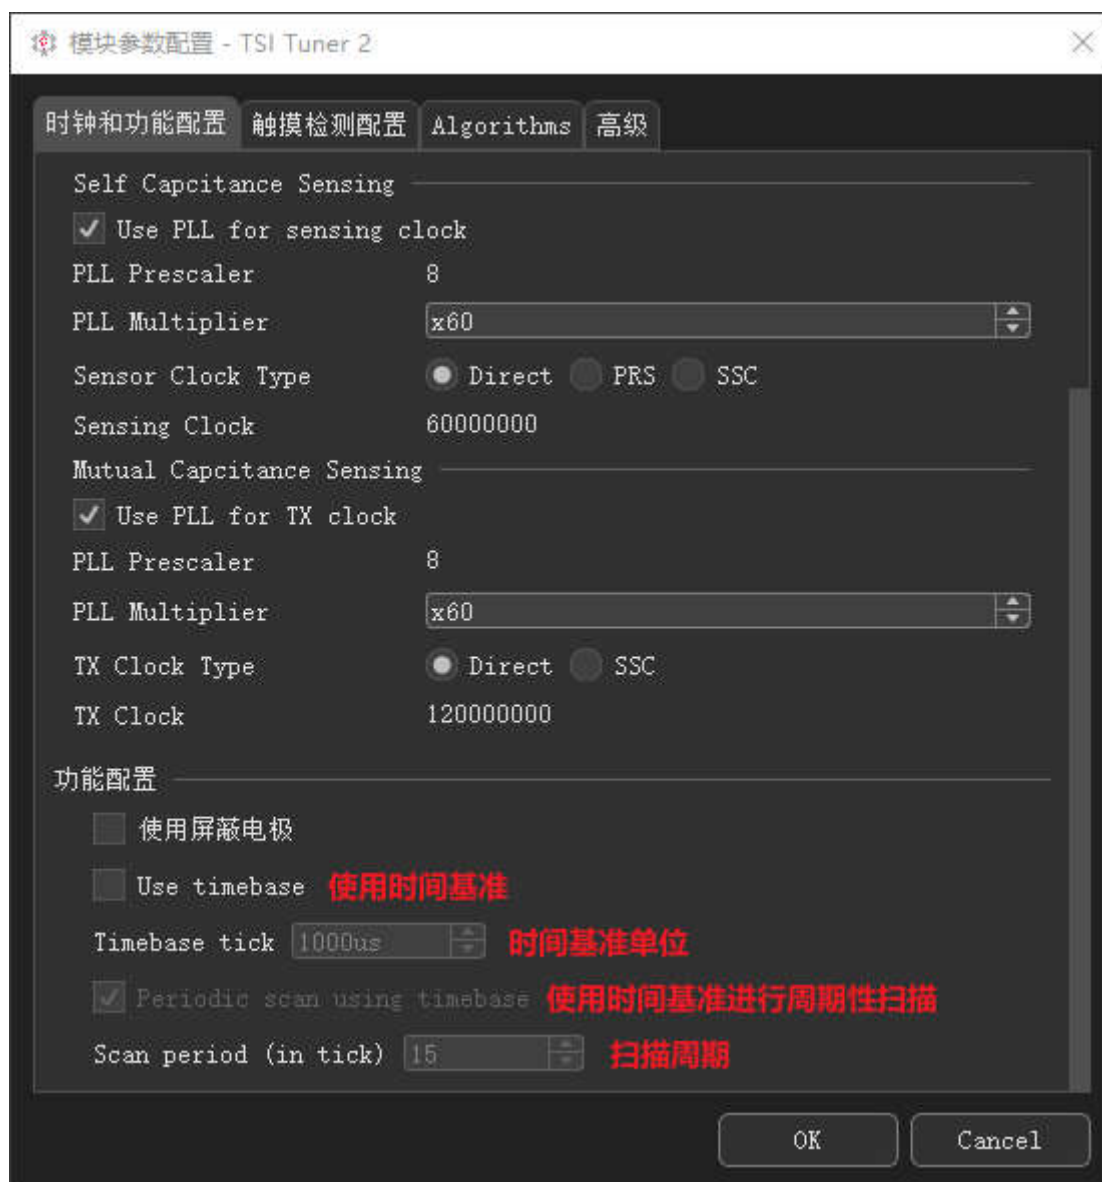 模块参数配置 - TSI Tuner 2
时钟和功能配置 触摸检测配置 Algorithms 高级
Self Capcitance Sensing
Use PLL for sensing clock
PLL Prescaler 8
PLL Multiplier x60
Sensor Clock Type Direct PRS SSC
Sensing Clock 60000000
Mutual Capcitance Sensing
Use PLL for TX clock
PLL Prescaler 8
PLL Multiplier x60
TX Clock Type Direct SSC
TX Clock 120000000
功能配置
使用屏蔽电极
Use timebase 使用时间基准
Timebase tick 1000us 时间基准单位
Periodic scan using timebase 使用时间基准进行周期性扫描
Scan period (in tick) 15 扫描周期
OK Cancel